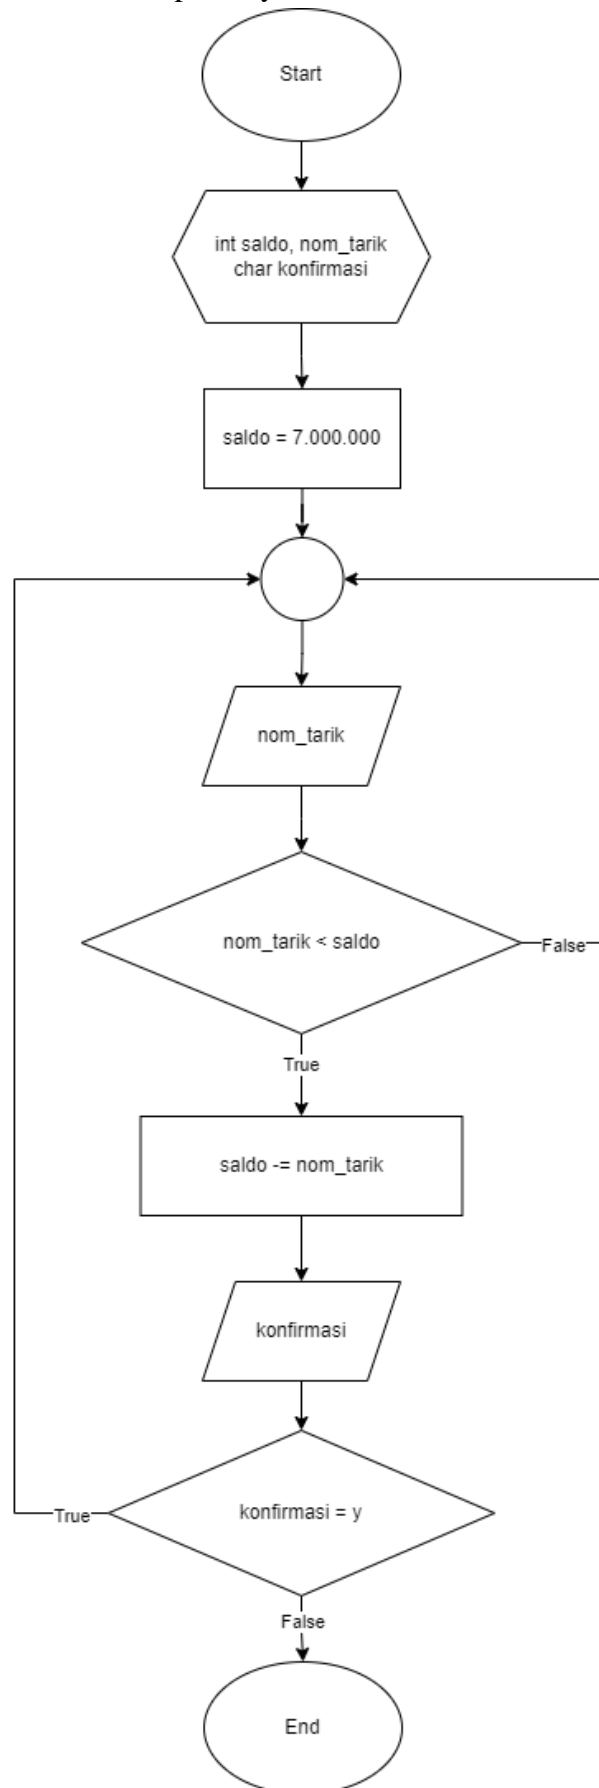 Start
int saldo, nom_tarik
char konfirmasi
saldo = 7.000.000
nom_tarik
nom_tarik < saldo
False
True
saldo -= nom_tarik
konfirmasi
konfirmasi = y
True
False
End